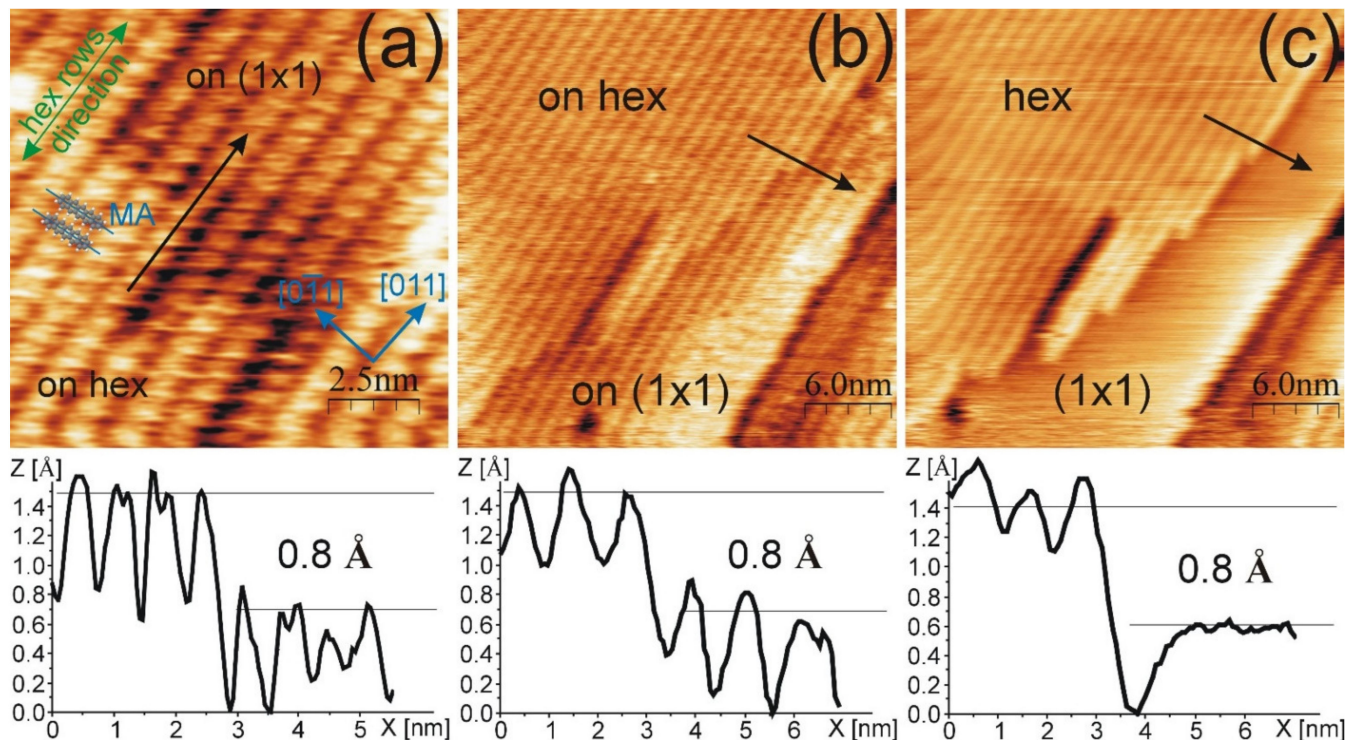 (a)
hex rows
direction
on (1x1)
MA
[01̄1]
[011]
on hex
2.5nm
(b)
on hex
on (1x1)
6.0nm
(c)
hex
(1x1)
6.0nm
Z [Å]
1.4
1.2
1.0
0.8
0.6
0.4
0.2
0.0
0.8 Å
0 1 2 3 4 5 X [nm]
Z [Å]
1.4
1.2
1.0
0.8
0.6
0.4
0.2
0.0
0.8 Å
0 1 2 3 4 5 6 X [nm]
Z [Å]
1.4
1.2
1.0
0.8
0.6
0.4
0.2
0.0
0.8 Å
0 1 2 3 4 5 6 X [nm]